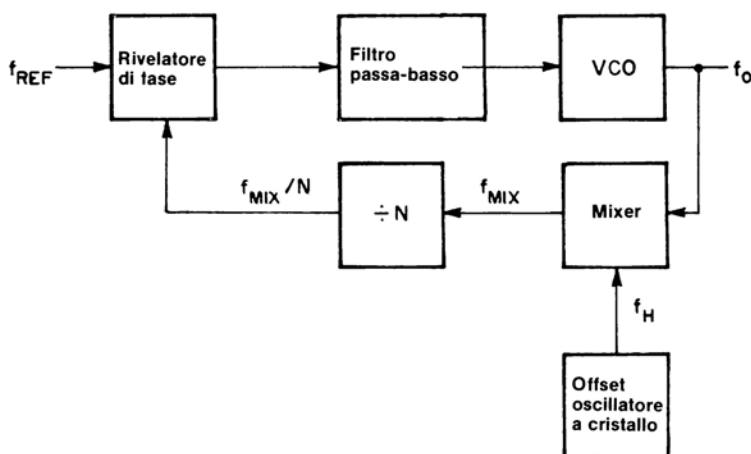 f REF
Rivelatore
di fase
Filtro
passa-basso
VCO
f o
f MIX /N
÷ N
f MIX
Mixer
f H
Offset
oscillatore
a cristallo